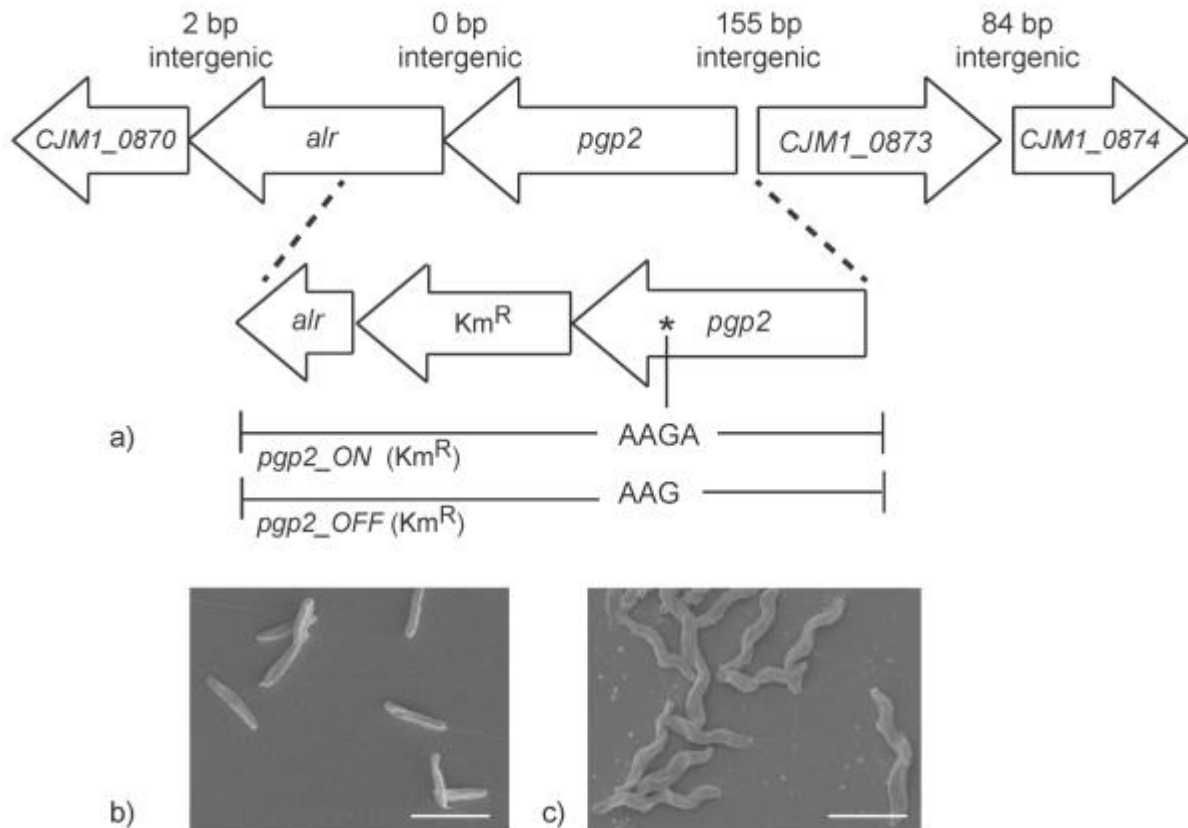 2 bp
intergenic
0 bp
intergenic
155 bp
intergenic
84 bp
intergenic
CJM1_0870
alr
pgp2
CJM1_0873
CJM1_0874
alr
KmR
*
pgp2
a)
AAGA
pgp2_ON (KmR)
AAG
pgp2_OFF (KmR)
b)
c)